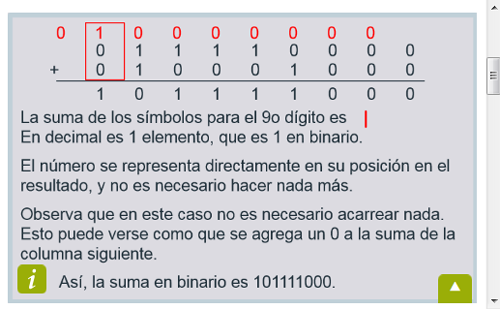 0 1 0 0 0 0 0 0 0
0 1 1 1 1 0 0 0 0
+ 0 1 0 0 0 1 0 0 0
1 0 1 1 1 1 0 0 0
La suma de los símbolos para el 9o dígito es |
En decimal es 1 elemento, que es 1 en binario.
El número se representa directamente en su posición en el
resultado, y no es necesario hacer nada más.
Observa que en este caso no es necesario acarrear nada.
Esto puede verse como que se agrega un 0 a la suma de la
columna siguiente.
i Así, la suma en binario es 101111000.